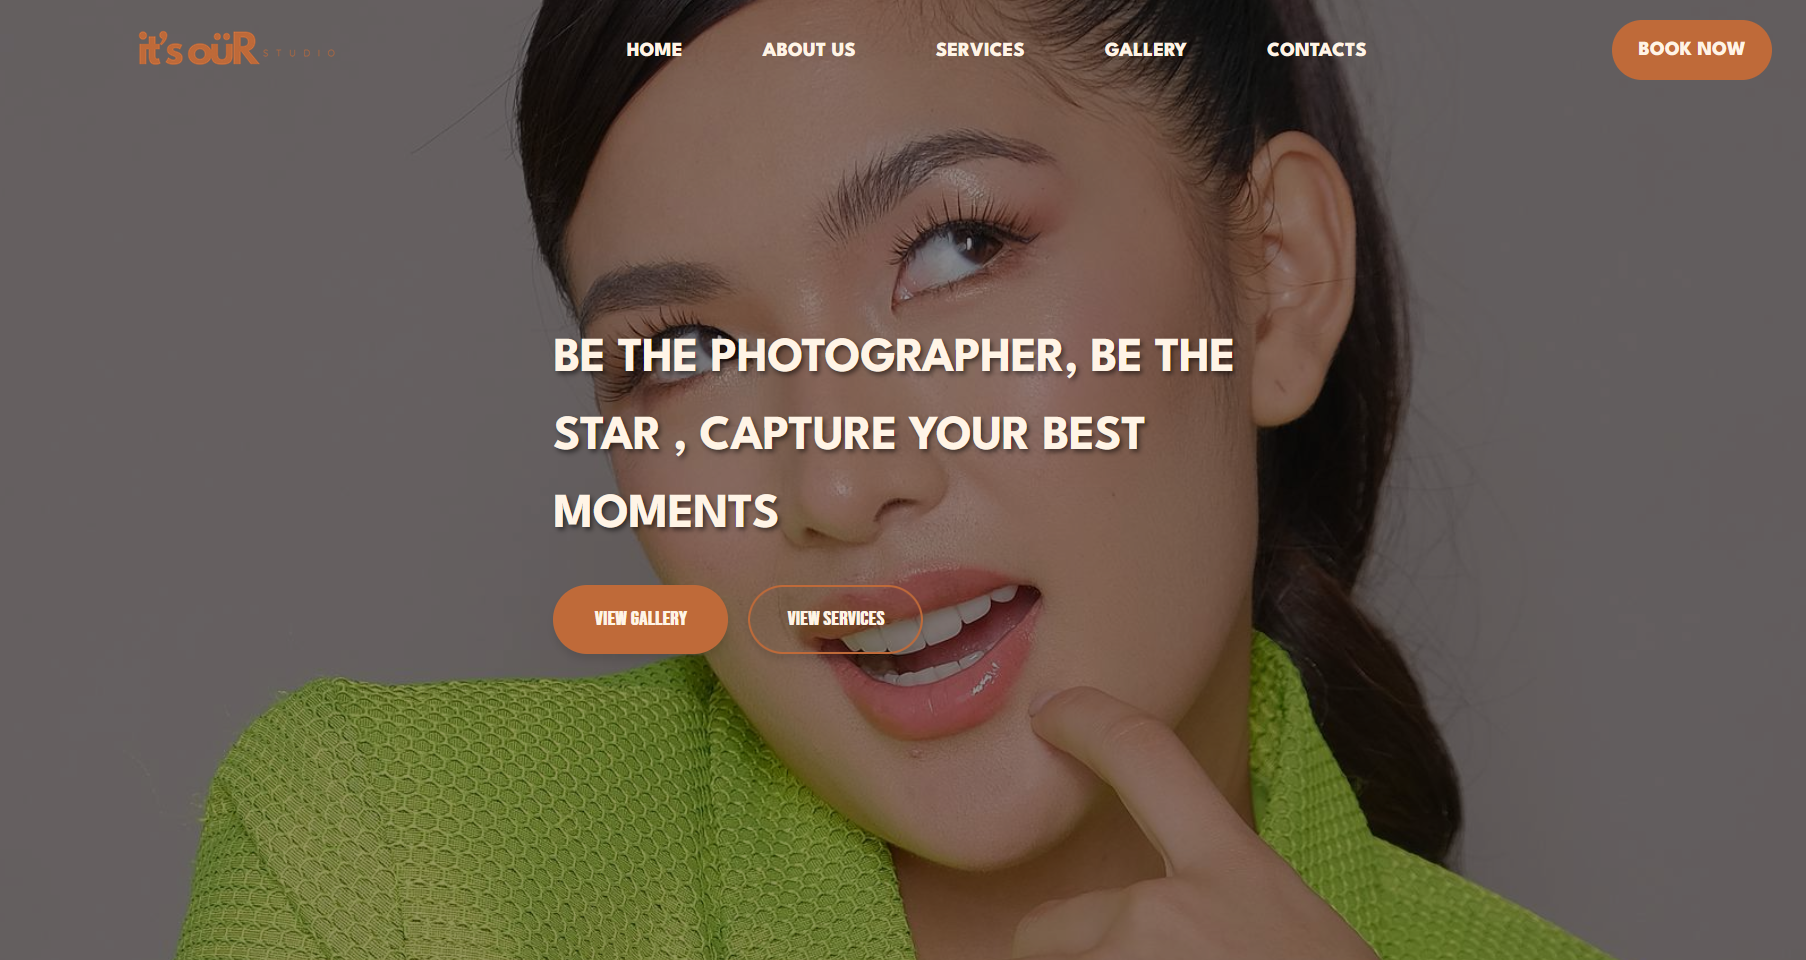 it's oüR STUDIO
HOME ABOUT US SERVICES GALLERY CONTACTS
BOOK NOW
BE THE PHOTOGRAPHER, BE THE
STAR , CAPTURE YOUR BEST
MOMENTS
VIEW GALLERY VIEW SERVICES